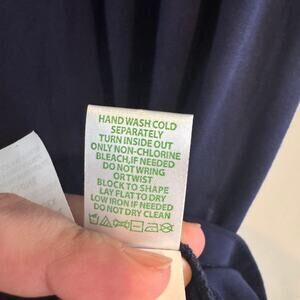 HAND WASH COLD
SEPARATELY
TURN INSIDE OUT
ONLY NON-CHLORINE
BLEACH,IF NEEDED
DO NOT WRING
OR TWIST
BLOCK TO SHAPE
LAY FLAT TO DRY
LOW IRON IF NEEDED
DO NOT DRY CLEAN